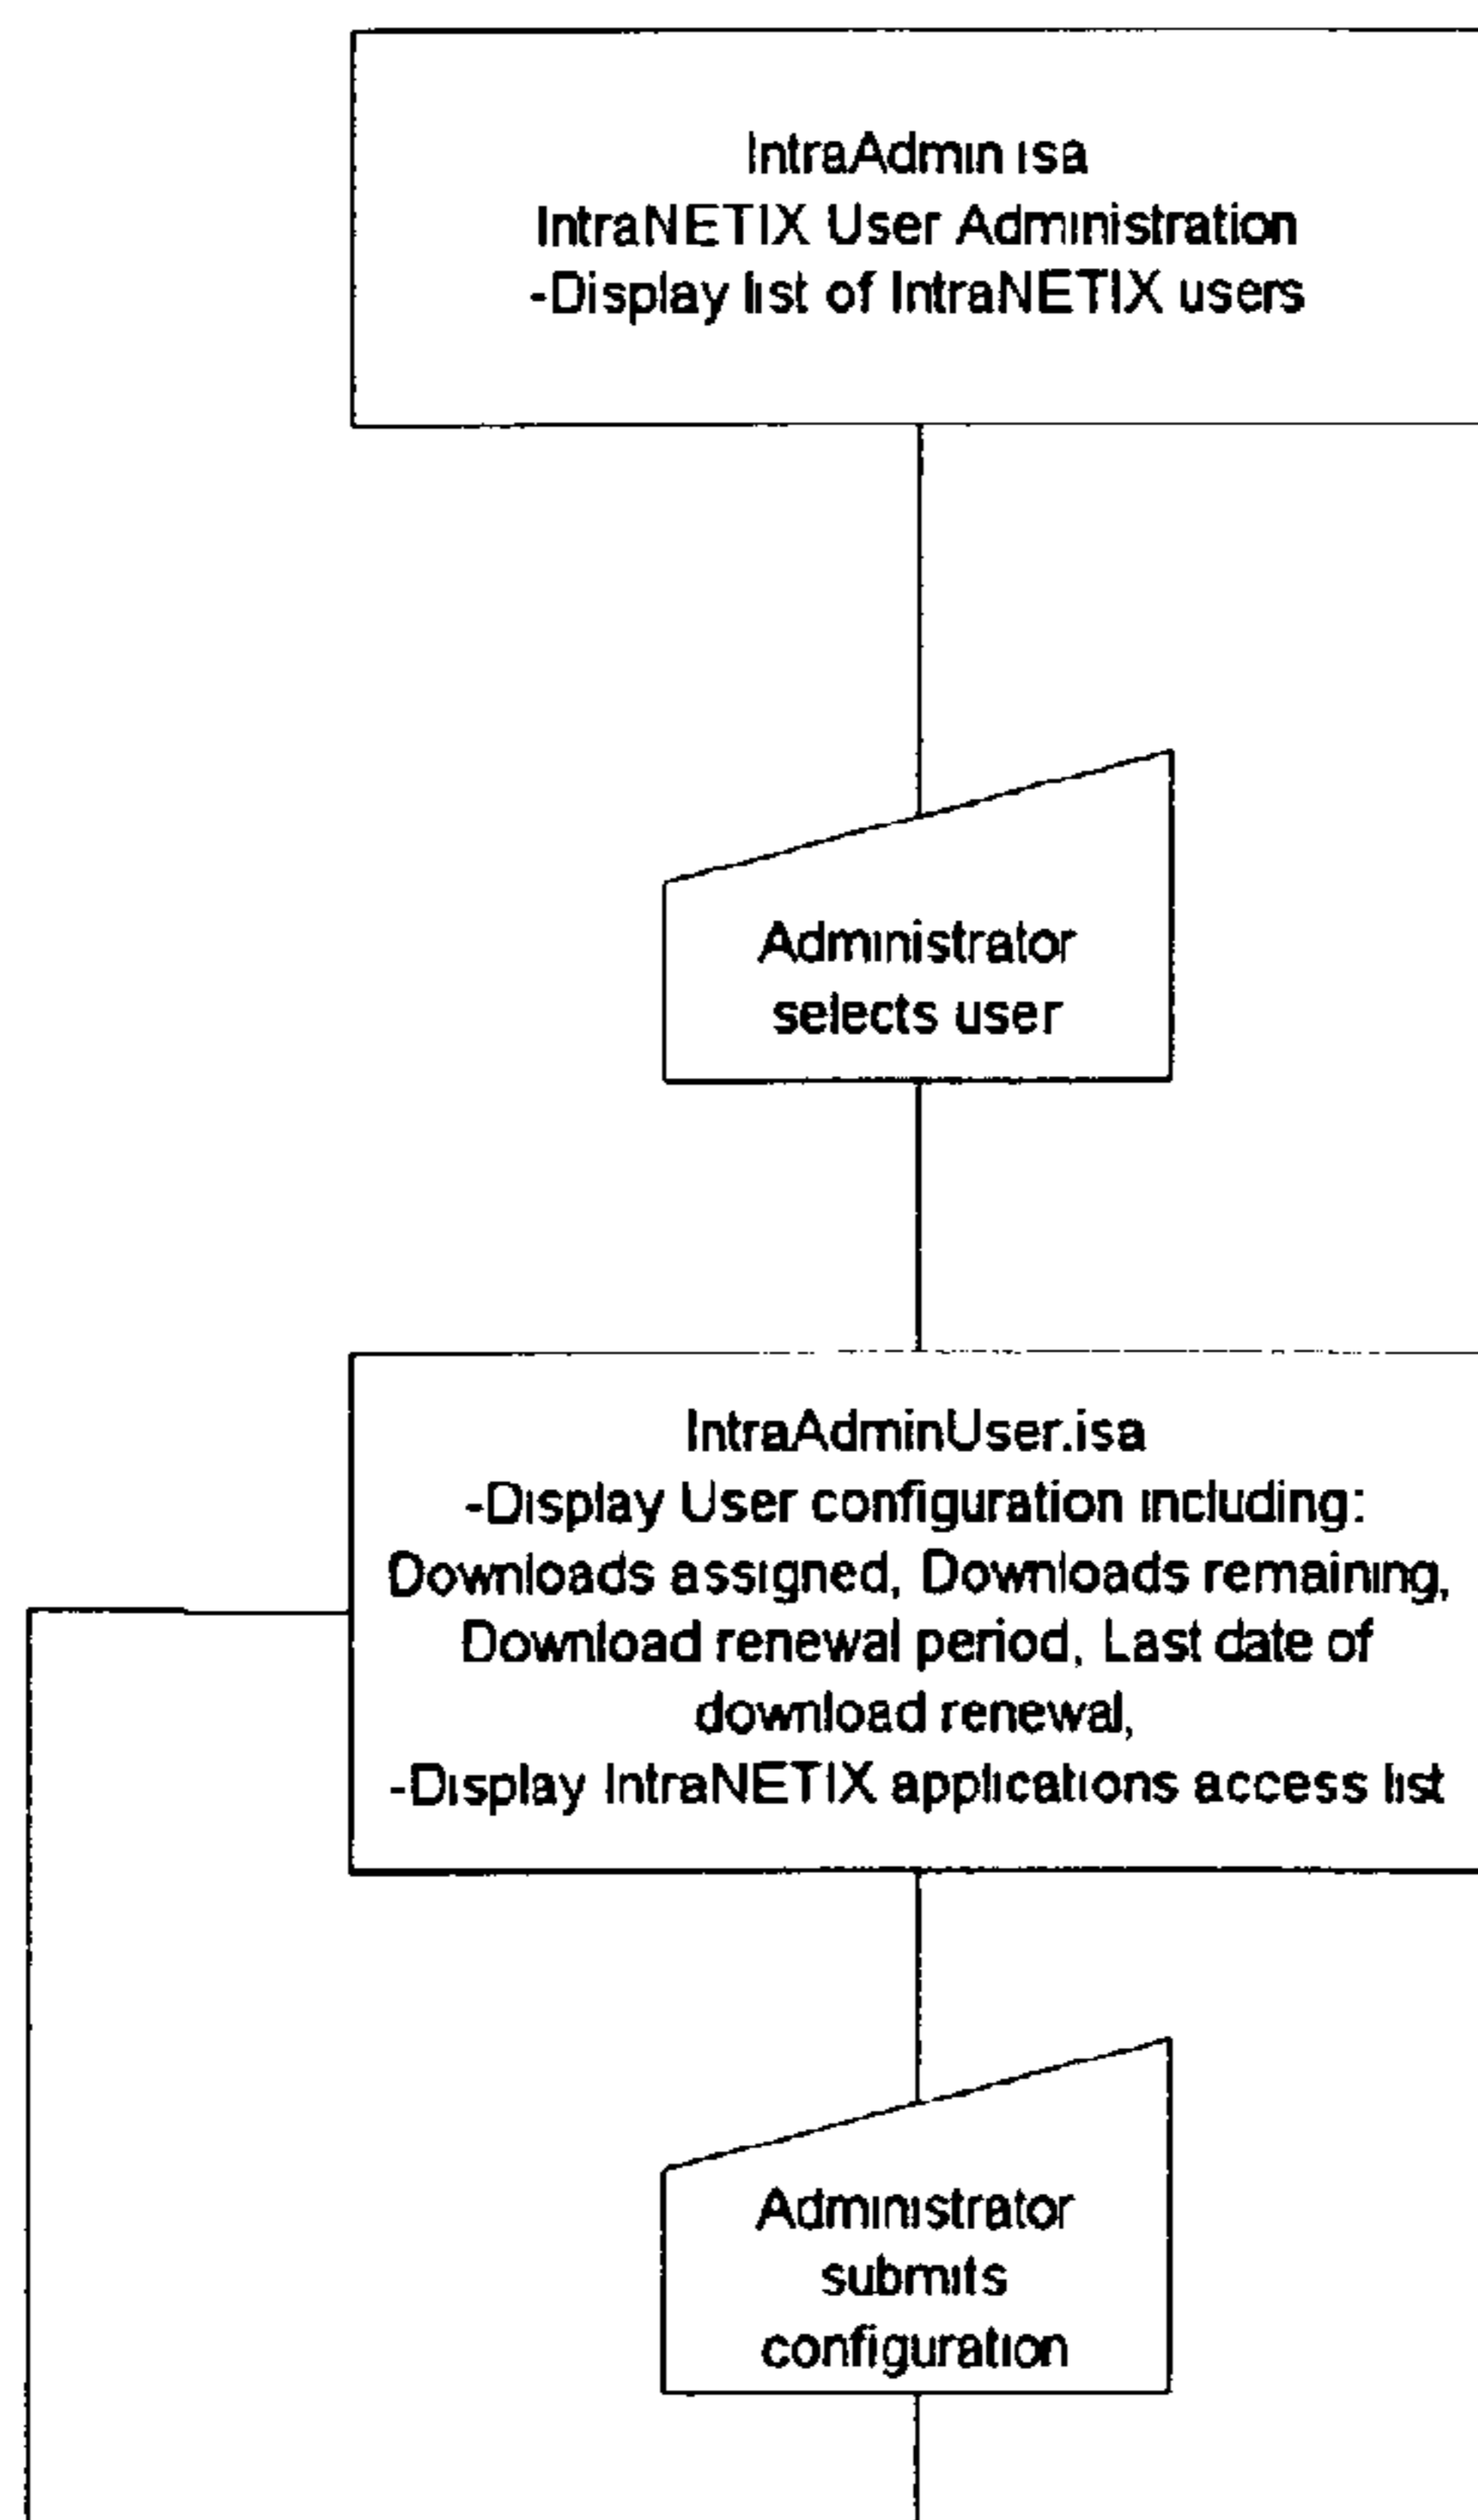 IntraAdmin isa
IntraNETIX User Administration
-Display list of IntraNETIX users
Administrator
selects user
IntraAdminUser.isa
-Display User configuration including:
Downloads assigned, Downloads remaining,
Download renewal period, Last date of
download renewal,
-Display IntraNETIX applications access list
Administrator
submits
configuration